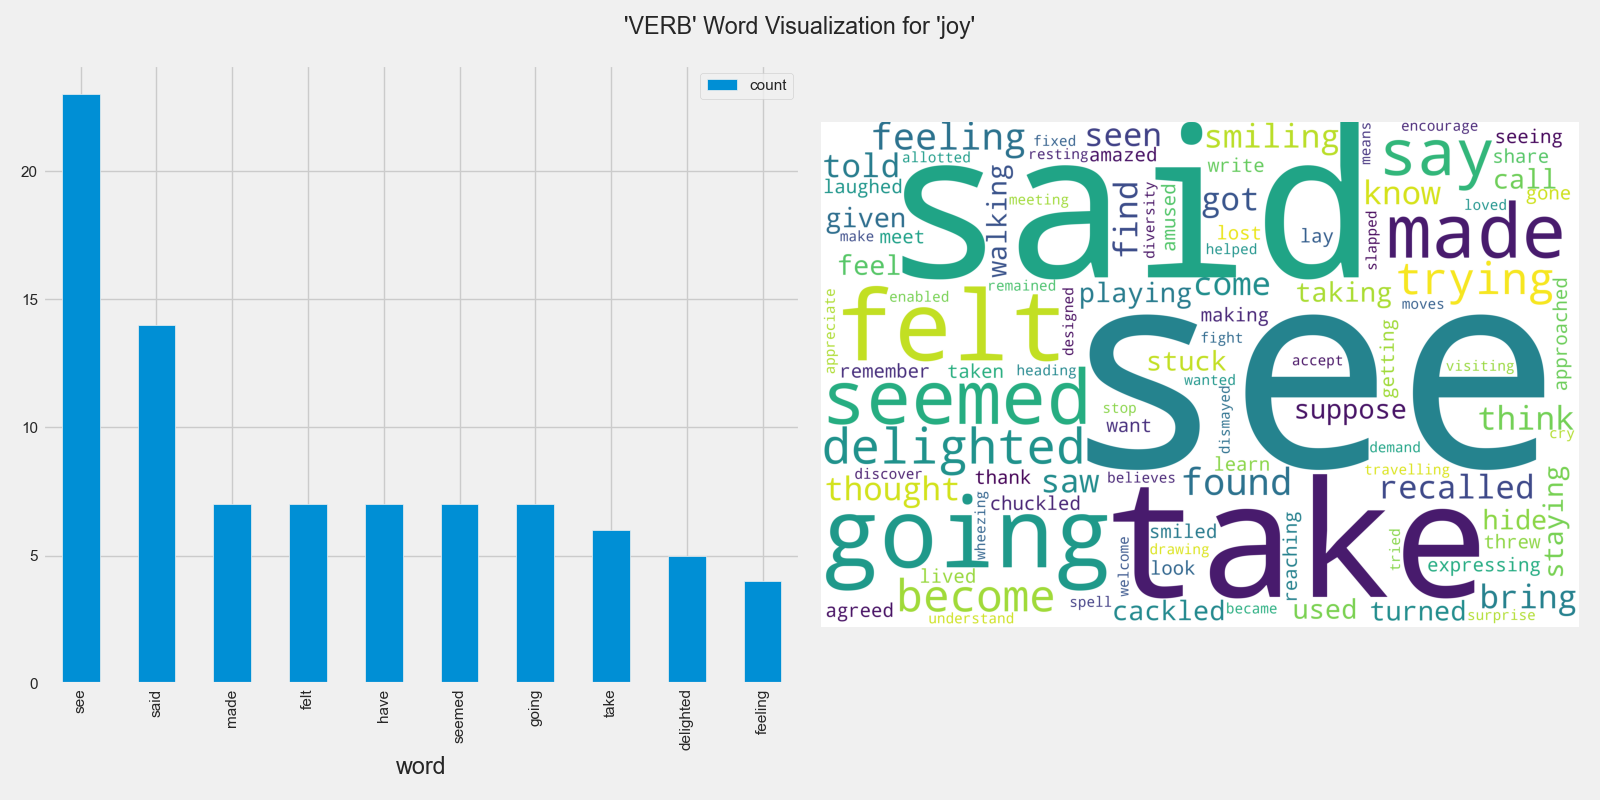 'VERB' Word Visualization for 'joy'
count
20
15
10
5
0
see
said
made
felt
have
seemed
going
take
delighted
feeling
word
feeling
fixed
seen
smiling
means
encourage
seeing
told
allotted
resting
amazed
write
say
share
laughed
walking
call
said
given
meeting
find
diversity
amused
got
know
gone
loved
make
meet
lost
lay
slapped
made
helped
feel
remained
come
trying
appreciate
enabled
playing
taking
moves
approached
felt
designed
making
fight
getting
stuck
accept
visiting
remember
taken
heading
wanted
see
seemed
stop
suppose
think
want
dismayed
delighted
demand
cry
learn
discover
thank
saw
believes
found
travelling
thought
recalled
staying
chuckled
going
wheezing
take
hide
smiled
threw
drawing
reaching
tried
expressing
lived
welcome
look
become
spell
bring
agreed
cackled
became
used
turned
surprise
understand